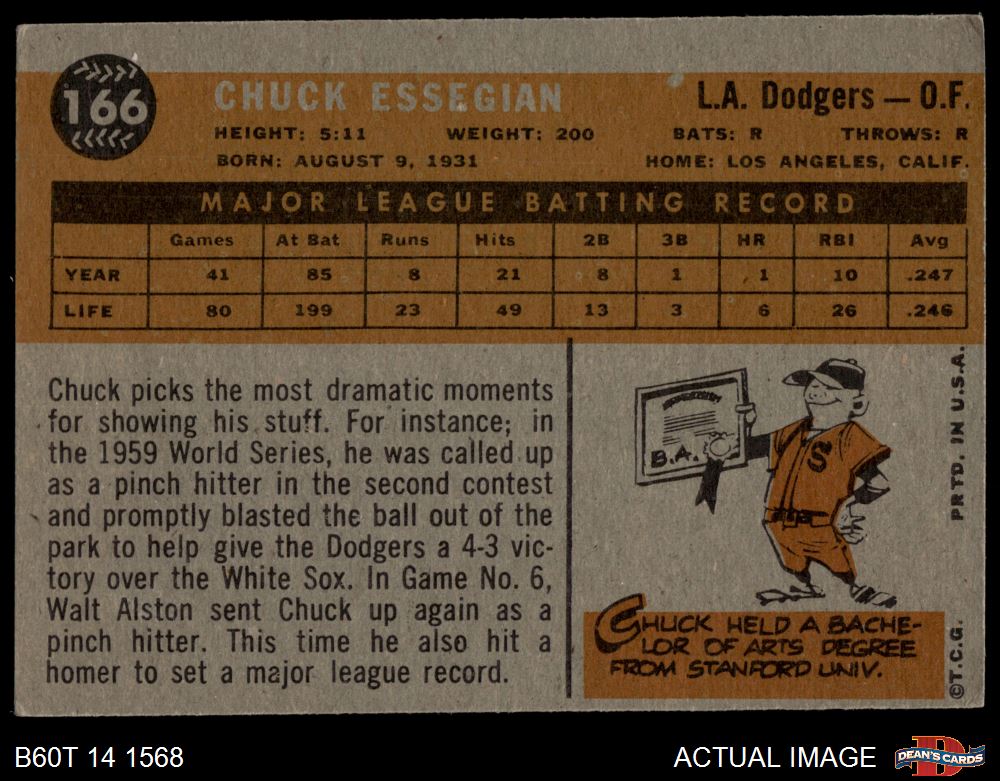 166
CHUCK ESSEGIAN
L.A. Dodgers — O.F.
HEIGHT: 5:11 WEIGHT: 200 BATS: R THROWS: R
BORN: AUGUST 9, 1931 HOME: LOS ANGELES, CALIF.
MAJOR LEAGUE BATTING RECORD
Games At Bat Runs Hits 2B 3B HR RBI Avg
YEAR 41 85 8 21 8 1 1 10 .247
LIFE 80 199 23 49 13 3 6 26 .246
Chuck picks the most dramatic moments
for showing his stuff. For instance; in
the 1959 World Series, he was called up
as a pinch hitter in the second contest
and promptly blasted the ball out of the
park to help give the Dodgers a 4-3 vic-
tory over the White Sox. In Game No. 6,
Walt Alston sent Chuck up again as a
pinch hitter. This time he also hit a
homer to set a major league record.
B.A.
S
CHUCK HELD A BACHE-
LOR OF ARTS DEGREE
FROM STANFORD UNIV.
©T.C.G. PRTD. IN U.S.A.
B60T 14 1568
ACTUAL IMAGE
D
DEAN'S CARDS